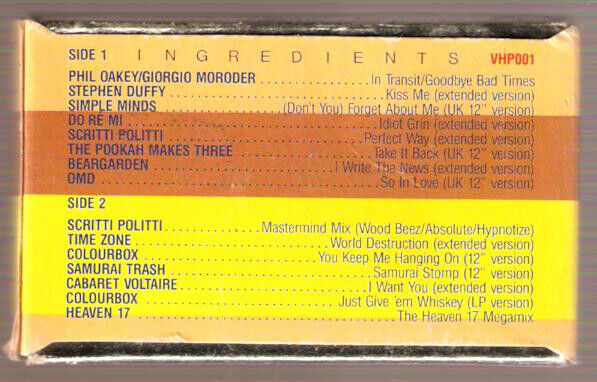 SIDE 1 INGREDIENTS VHP001
PHIL OAKEY/GIORGIO MORODER ............ In Transit/Goodbye Bad Times
STEPHEN DUFFY ............ Kiss Me (extended version)
SIMPLE MINDS ............ (Don't You) Forget About Me (UK 12" version)
DO RE MI ............ Idiot Grin (extended version)
SCRITTI POLITTI ............ Perfect Way (extended version)
THE POOKAH MAKES THREE ............ Take It Back (UK 12" version)
BEARGARDEN ............ I Write The News (extended version)
OMD ............ So In Love (UK 12" version)
SIDE 2
SCRITTI POLITTI ............ Mastermind Mix (Wood Beez/Absolute/Hypnotize)
TIME ZONE ............ World Destruction (extended version)
COLOURBOX ............ You Keep Me Hanging On (12" version)
SAMURAI TRASH ............ Samurai Stomp (12" version)
CABARET VOLTAIRE ............ I Want You (extended version)
COLOURBOX ............ Just Give 'em Whiskey (LP version)
HEAVEN 17 ............ The Heaven 17 Megamix